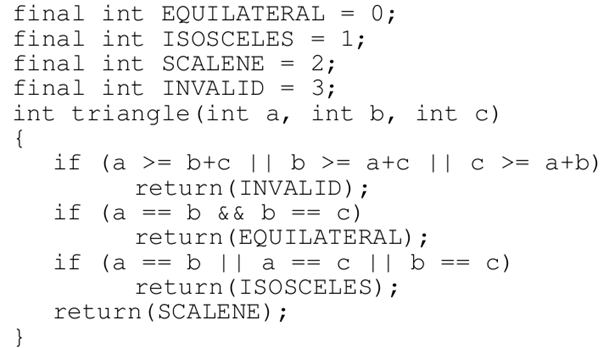 final int EQUILATERAL = 0;
final int ISOSCELES = 1;
final int SCALENE = 2;
final int INVALID = 3;
int triangle(int a, int b, int c)
{
if (a >= b+c || b >= a+c || c >= a+b)
return(INVALID);
if (a == b && b == c)
return(EQUILATERAL);
if (a == b || a == c || b == c)
return(ISOSCELES);
return(SCALENE);
}